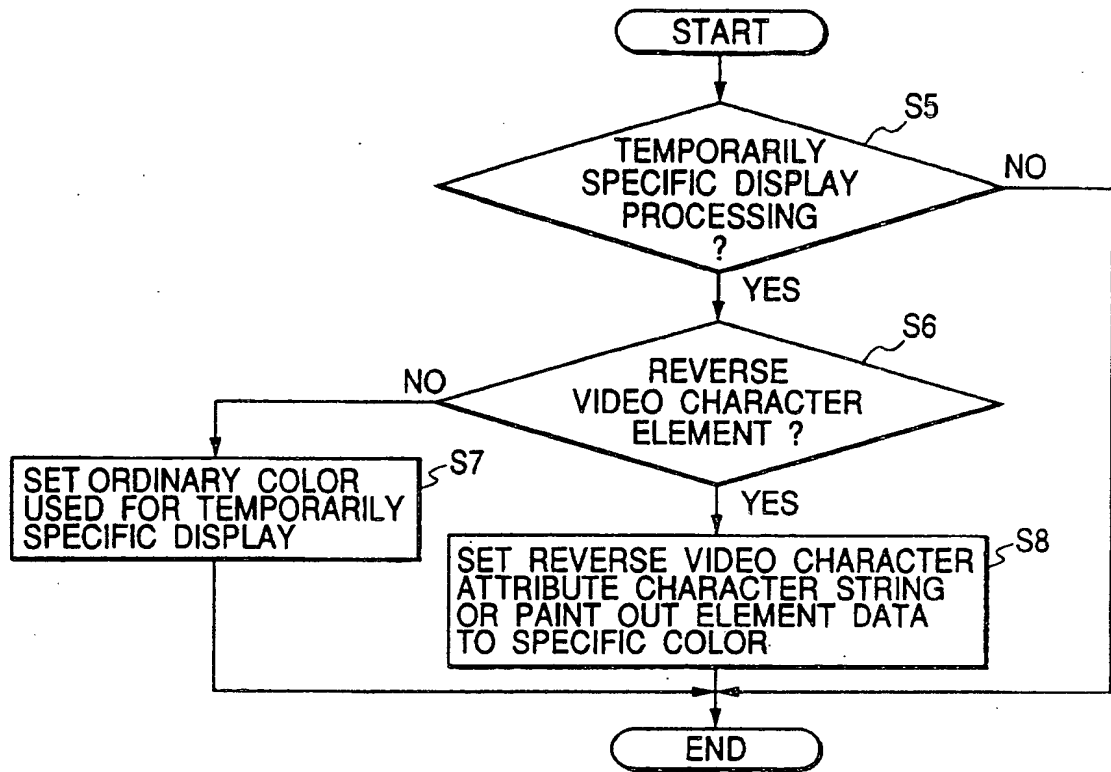 START
S5
TEMPORARILY
SPECIFIC DISPLAY
PROCESSING
?
NO
YES
S6
REVERSE
VIDEO CHARACTER
ELEMENT ?
NO
YES
S7
SET ORDINARY COLOR
USED FOR TEMPORARILY
SPECIFIC DISPLAY
S8
SET REVERSE VIDEO CHARACTER
ATTRIBUTE CHARACTER STRING
OR PAINT OUT ELEMENT DATA
TO SPECIFIC COLOR
END